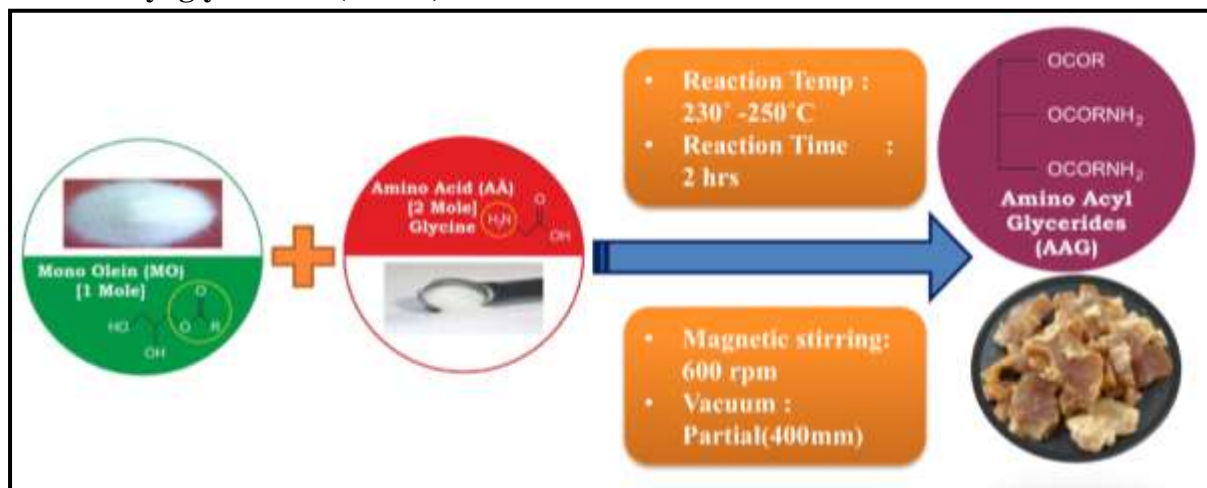 Mono Olein (MO)
[1 Mole]
HO
OH
O
O
R
Amino Acid (AA)
[2 Mole]
Glycine
H₂N
O
OH
• Reaction Temp :
230˚ -250˚C
• Reaction Time :
2 hrs
• Magnetic stirring:
600 rpm
• Vacuum :
Partial(400mm)
OCOR
OCORNH₂
OCORNH₂
Amino Acyl
Glycerides
(AAG)